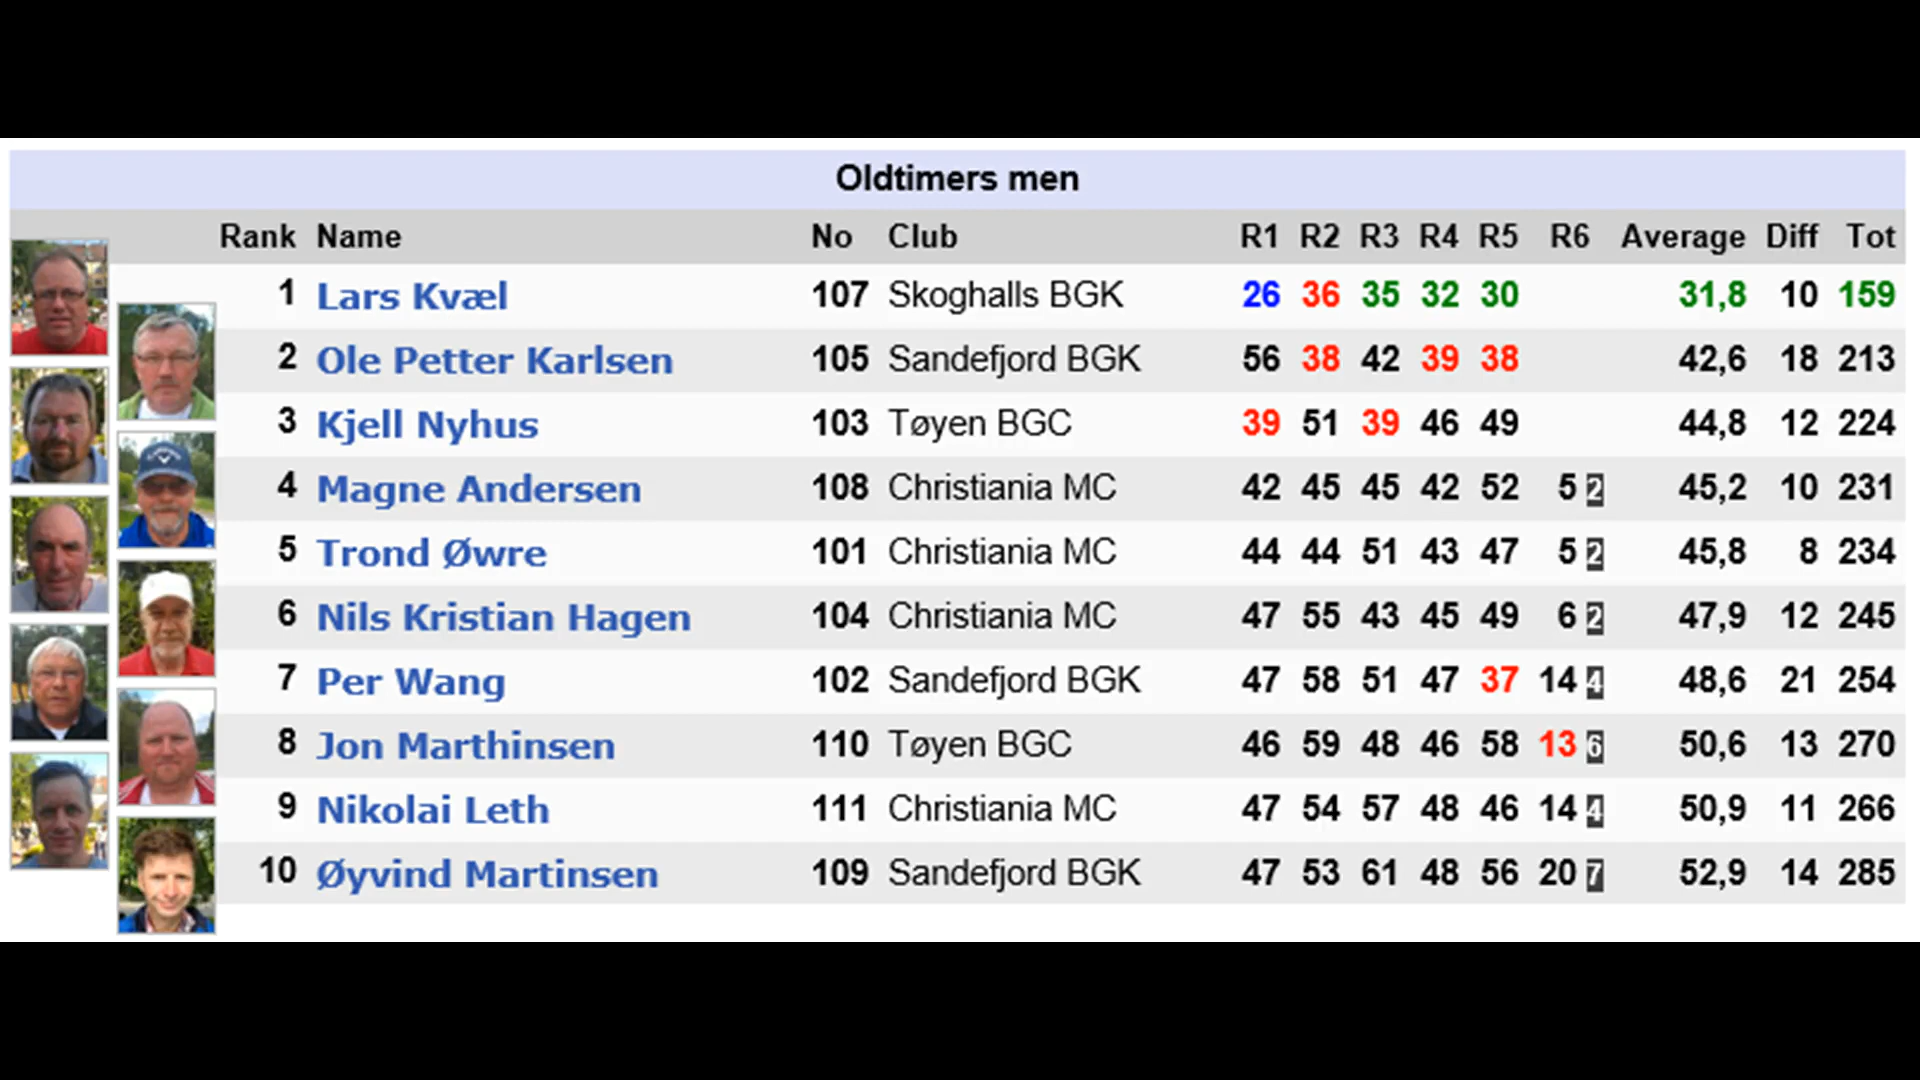 Oldtimers men
Rank Name No Club R1 R2 R3 R4 R5 R6 Average Diff Tot
1 Lars Kvæl 107 Skoghalls BGK 26 36 35 32 30 31,8 10 159
2 Ole Petter Karlsen 105 Sandefjord BGK 56 38 42 39 38 42,6 18 213
3 Kjell Nyhus 103 Tøyen BGC 39 51 39 46 49 44,8 12 224
4 Magne Andersen 108 Christiania MC 42 45 45 42 52 5 2 45,2 10 231
5 Trond Øwre 101 Christiania MC 44 44 51 43 47 5 2 45,8 8 234
6 Nils Kristian Hagen 104 Christiania MC 47 55 43 45 49 6 2 47,9 12 245
7 Per Wang 102 Sandefjord BGK 47 58 51 47 37 14 4 48,6 21 254
8 Jon Marthinsen 110 Tøyen BGC 46 59 48 46 58 13 6 50,6 13 270
9 Nikolai Leth 111 Christiania MC 47 54 57 48 46 14 4 50,9 11 266
10 Øyvind Martinsen 109 Sandefjord BGK 47 53 61 48 56 20 7 52,9 14 285